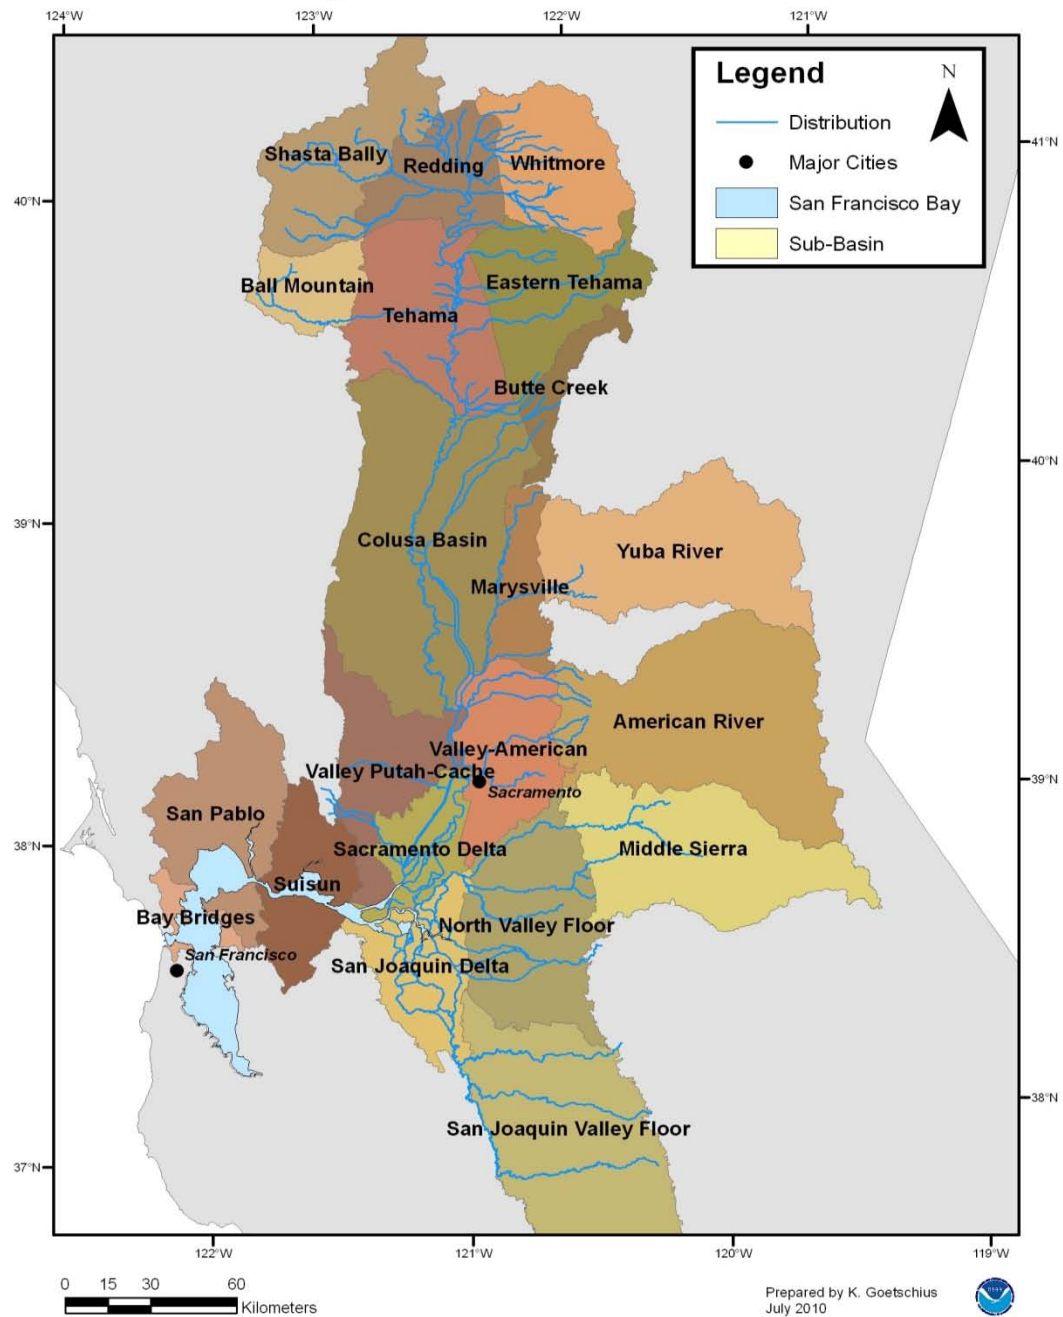 124°W
123°W
122°W
121°W
Legend
N
Distribution
Major Cities
San Francisco Bay
Sub-Basin
41°N
40°N
40°N
39°N
39°N
38°N
38°N
37°N
Shasta Bally
Redding
Whitmore
Ball Mountain
Eastern Tehama
Tehama
Butte Creek
Colusa Basin
Yuba River
Marysville
American River
Valley-American
Valley Putah-Cache
Sacramento
San Pablo
Sacramento Delta
Middle Sierra
Suisun
Bay Bridges
North Valley Floor
San Francisco
San Joaquin Delta
San Joaquin Valley Floor
122°W
121°W
120°W
119°W
0 15 30 60
Kilometers
Prepared by K. Goetschius
July 2010